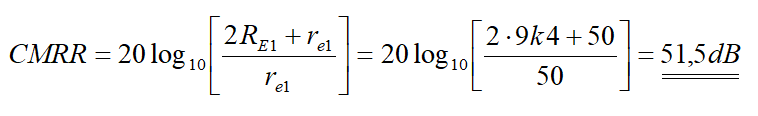 CMRR = 20 log₁₀ [ (2R_E1 + r_e1) / r_e1 ] = 20 log₁₀ [ (2·9k4 + 50) / 50 ] = 51,5dB